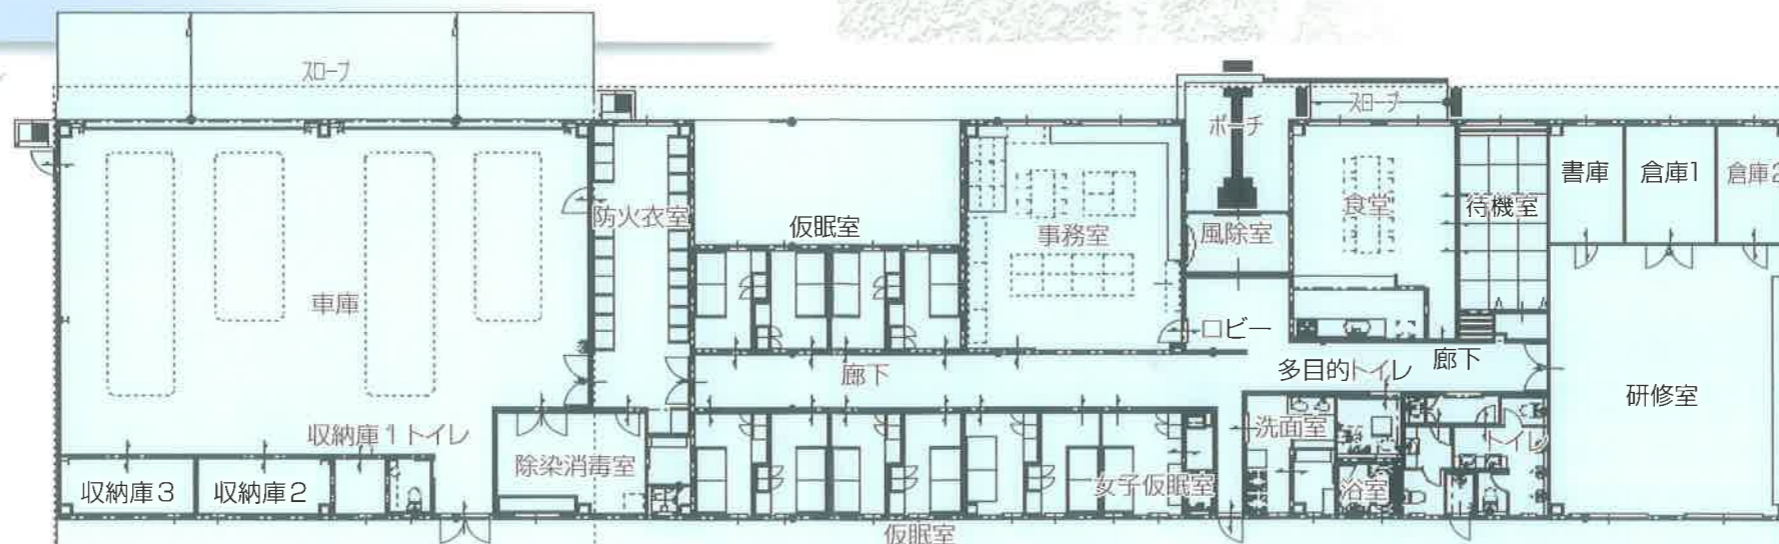 スロープ
スロープ
ポーチ
防火衣室
仮眠室
事務室
風除室
食堂
待機室
書庫
倉庫1
倉庫2
車庫
ロビー
廊下
多目的トイレ
廊下
研修室
収納庫1
トイレ
洗面室
トイレ
除染消毒室
収納庫3
収納庫2
女子仮眠室
浴室
仮眠室